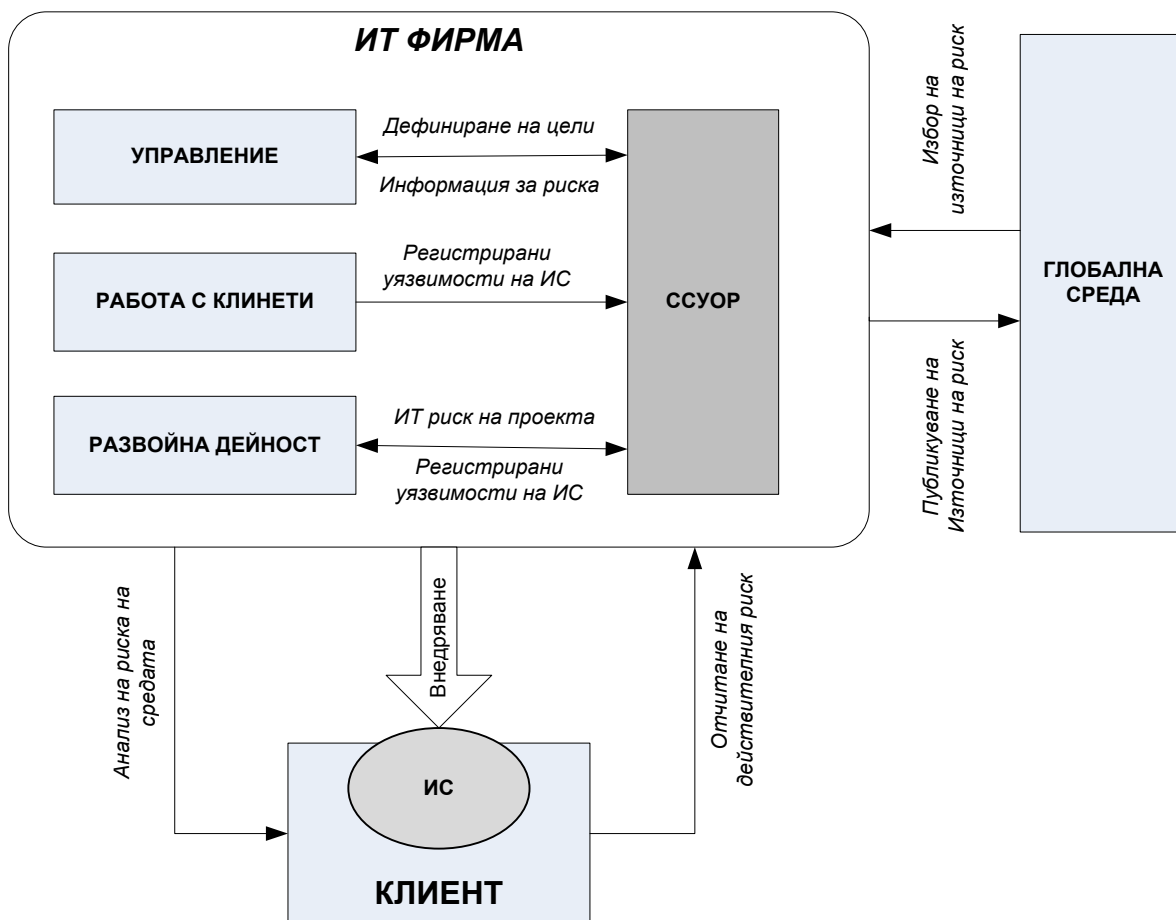 ИТ ФИРМА
УПРАВЛЕНИЕ
Дефиниране на цели
Информация за риска
РАБОТА С КЛИНЕТИ
Регистрирани
уязвимости на ИС
РАЗВОЙНА ДЕЙНОСТ
ИТ риск на проекта
Регистрирани
уязвимости на ИС
ССУОР
Избор на
източници на риск
Публикуване на
Източници на риск
ГЛОБАЛНА
СРЕДА
Анализ на риска на
средата
Внедряване
Отчитане на
действителния риск
ИС
КЛИЕНТ